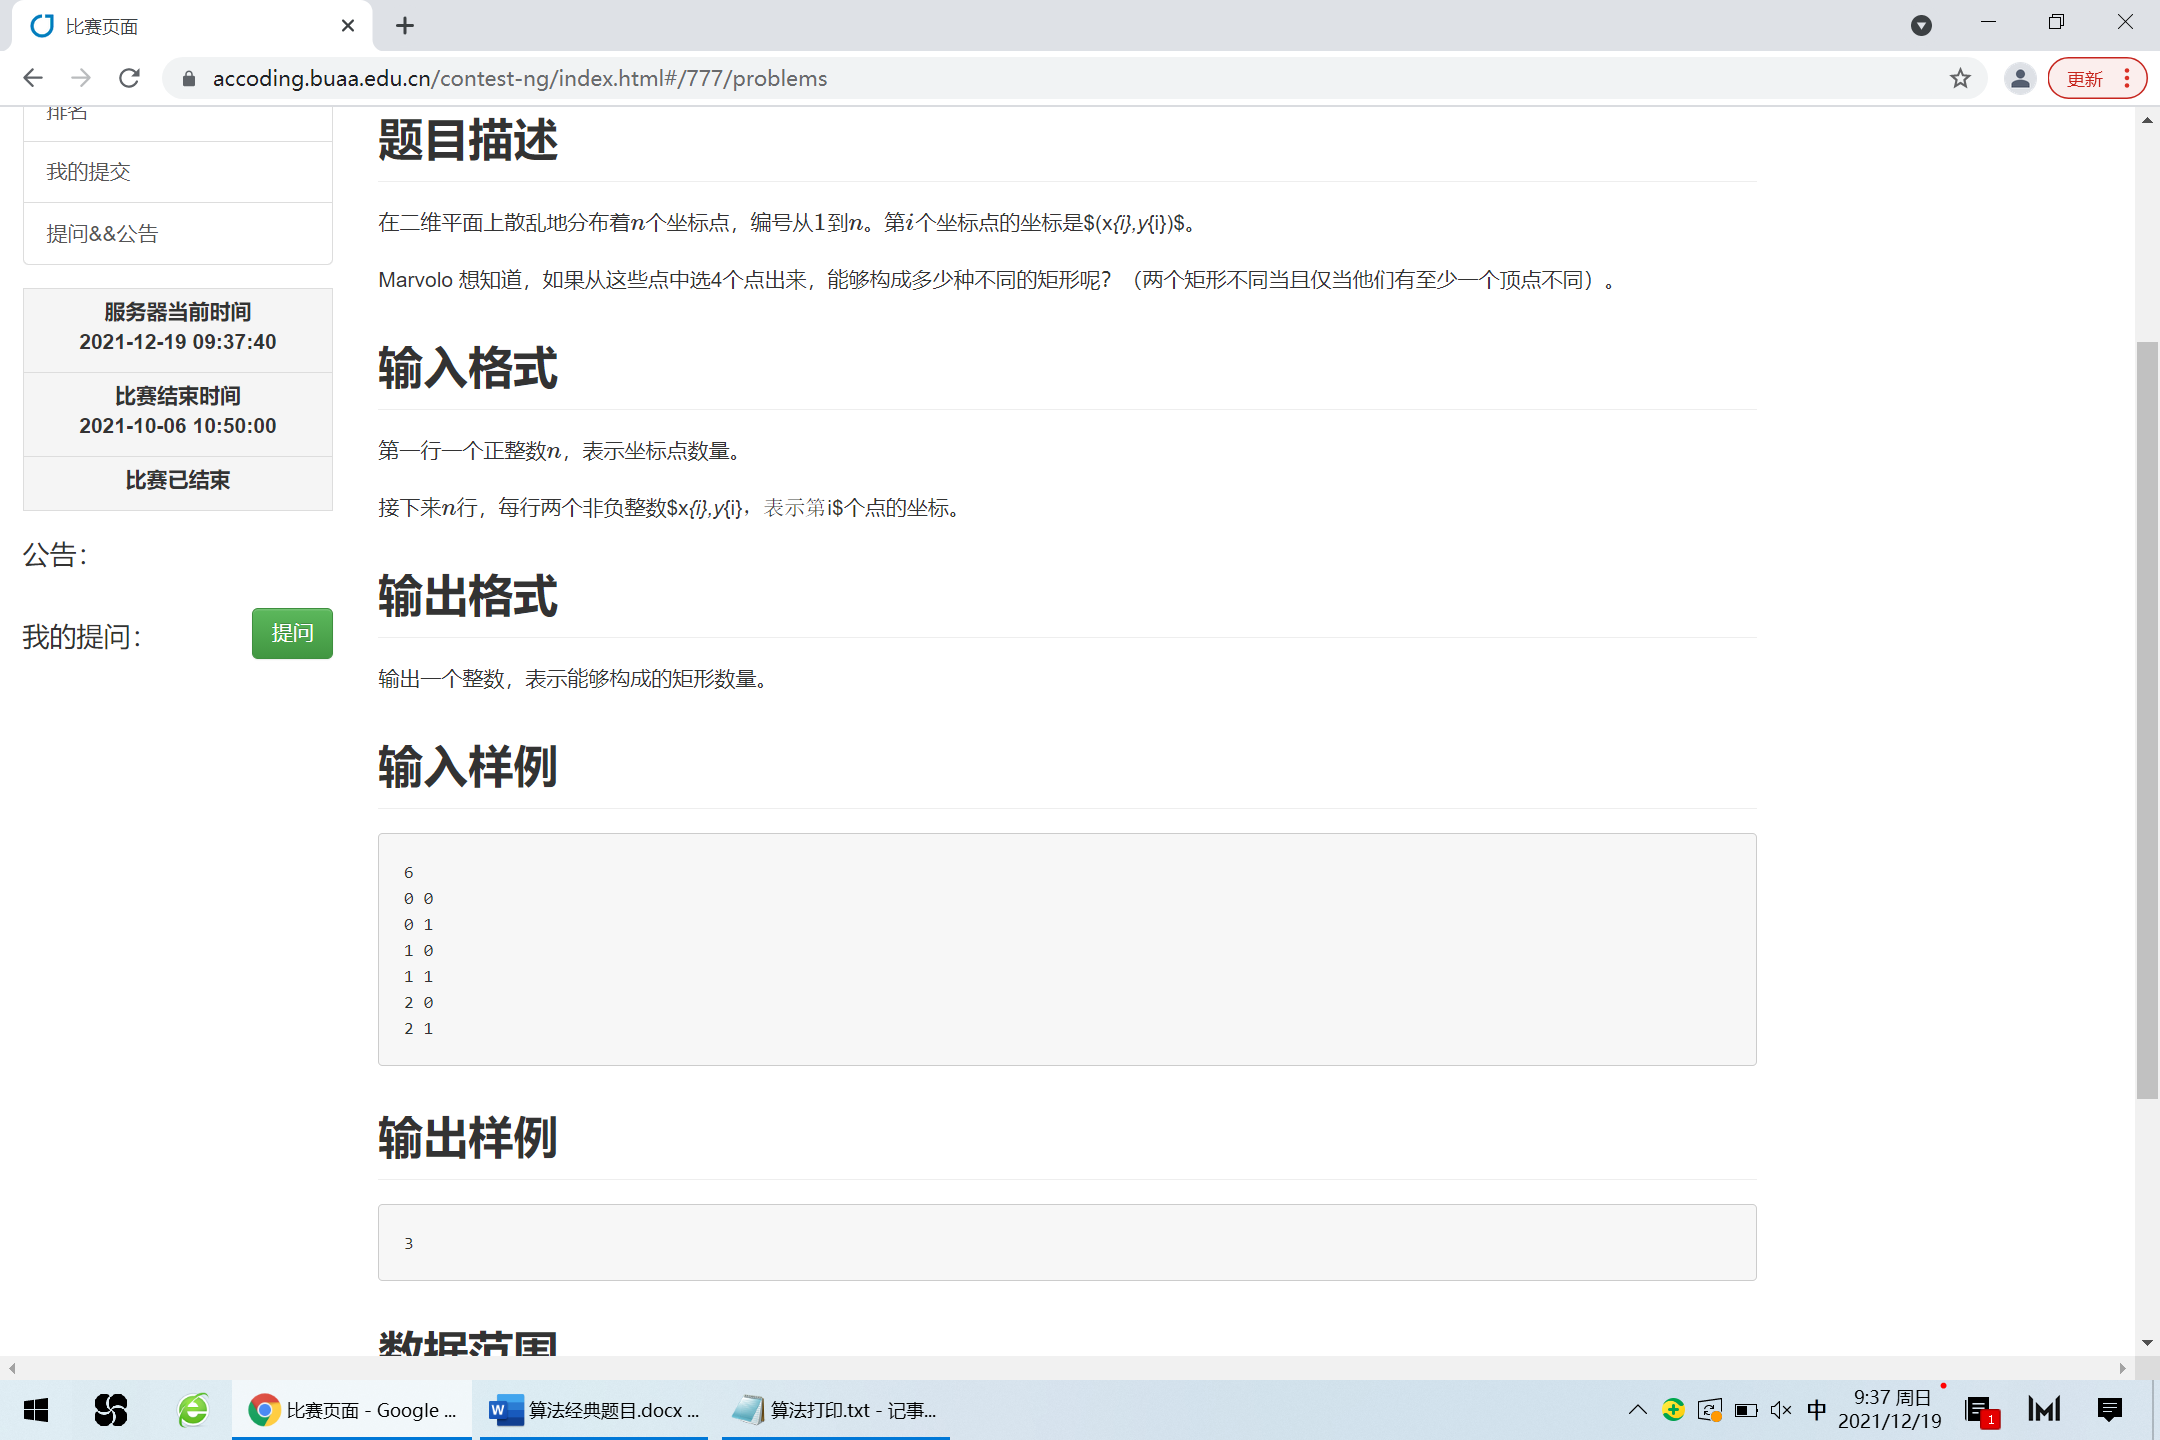 比赛页面
accoding.buaa.edu.cn/contest-ng/index.html#/777/problems
更新
排名
我的提交
提问&&公告
服务器当前时间
2021-12-19 09:37:40
比赛结束时间
2021-10-06 10:50:00
比赛已结束
公告：
我的提问：
提问
题目描述
在二维平面上散乱地分布着n个坐标点，编号从1到n。第i个坐标点的坐标是$(x{i},y{i})$。
Marvolo 想知道，如果从这些点中选4个点出来，能够构成多少种不同的矩形呢？（两个矩形不同当且仅当他们有至少一个顶点不同）。
输入格式
第一行一个正整数n，表示坐标点数量。
接下来n行，每行两个非负整数$x{i},y{i}，表示第i$个点的坐标。
输出格式
输出一个整数，表示能够构成的矩形数量。
输入样例
6
0 0
0 1
1 0
1 1
2 0
2 1
输出样例
3
数据范围
比赛页面 - Google ...
算法经典题目.docx ...
算法打印.txt - 记事...
中
9:37 周日
2021/12/19
1